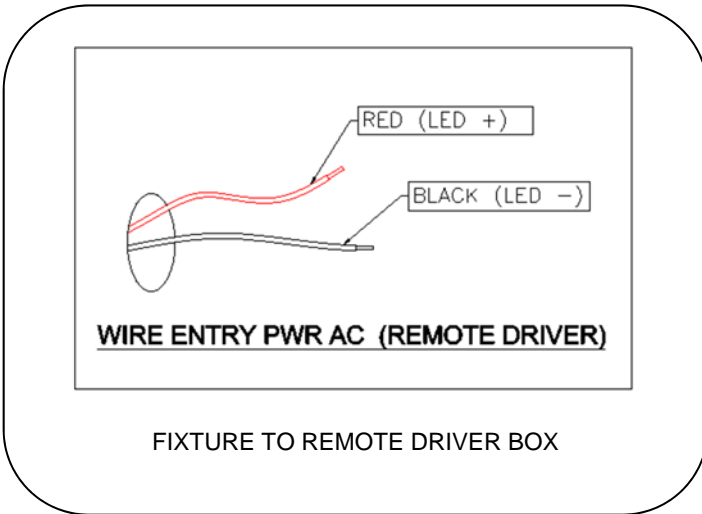 RED (LED +)
BLACK (LED -)
WIRE ENTRY PWR AC (REMOTE DRIVER)
FIXTURE TO REMOTE DRIVER BOX